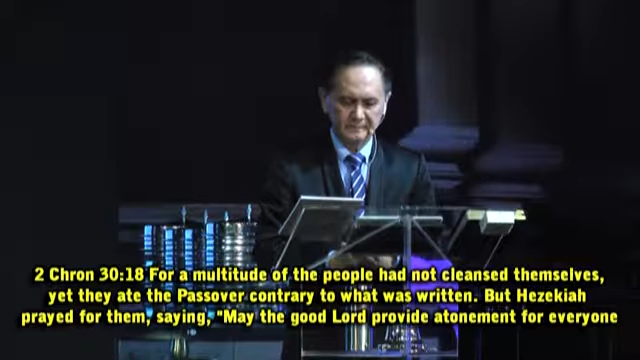 2 Chron 30:18 For a multitude of the people had not cleansed themselves,
yet they ate the Passover contrary to what was written. But Hezekiah
prayed for them, saying, "May the good Lord provide atonement for everyone